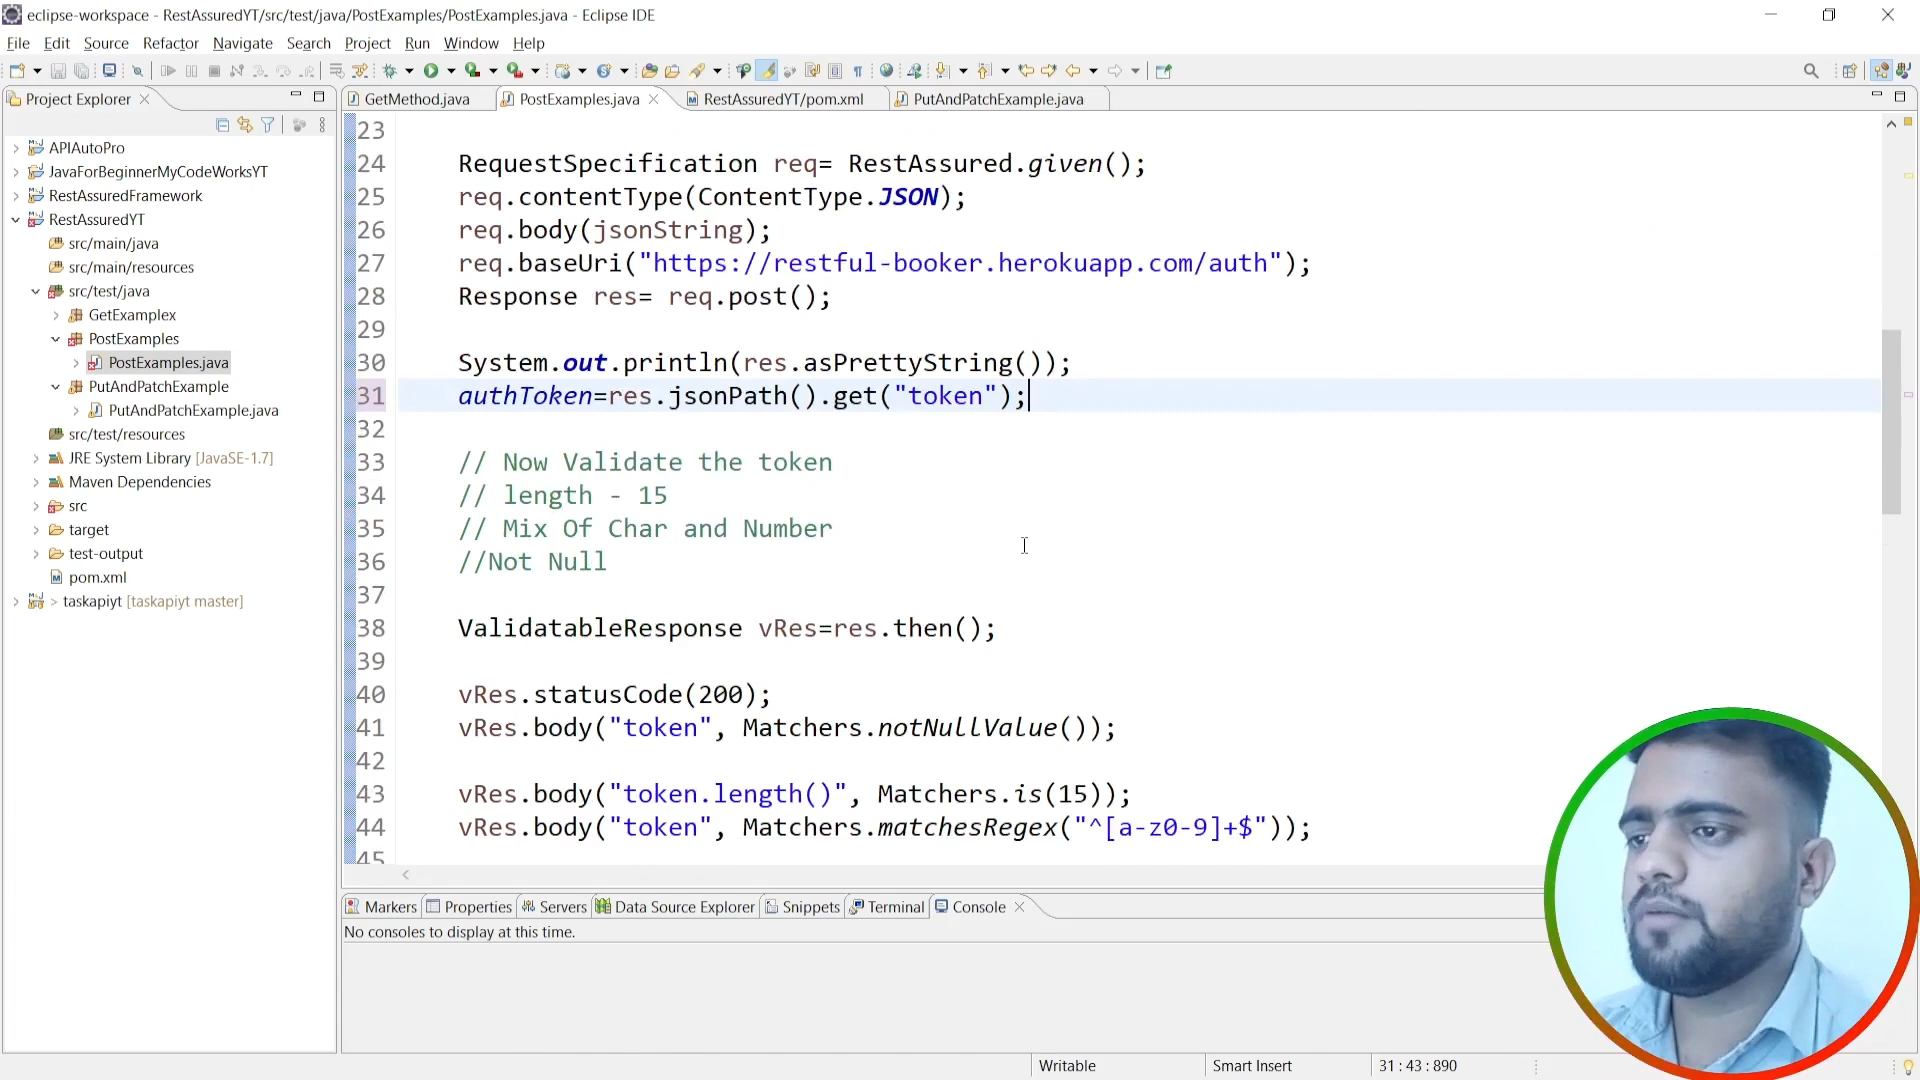 eclipse-workspace - RestAssuredYT/src/test/java/PostExamples/PostExamples.java - Eclipse IDE
File Edit Source Refactor Navigate Search Project Run Window Help
Project Explorer
GetMethod.java PostExamples.java RestAssuredYT/pom.xml PutAndPatchExample.java
APIAutoPro
JavaForBeginnerMyCodeWorksYT
RestAssuredFramework
RestAssuredYT
src/main/java
src/main/resources
src/test/java
GetExamplex
PostExamples
PostExamples.java
PutAndPatchExample
PutAndPatchExample.java
src/test/resources
JRE System Library [JavaSE-1.7]
Maven Dependencies
src
target
test-output
pom.xml
> taskapiyt [taskapiyt master]
23
24 RequestSpecification req= RestAssured.given();
25 req.contentType(ContentType.JSON);
26 req.body(jsonString);
27 req.baseUri("https://restful-booker.herokuapp.com/auth");
28 Response res= req.post();
29
30 System.out.println(res.asPrettyString());
31 authToken=res.jsonPath().get("token");
32
33 // Now Validate the token
34 // length - 15
35 // Mix Of Char and Number
36 //Not Null
37
38 ValidatableResponse vRes=res.then();
39
40 vRes.statusCode(200);
41 vRes.body("token", Matchers.notNullValue());
42
43 vRes.body("token.length()", Matchers.is(15));
44 vRes.body("token", Matchers.matchesRegex("^[a-z0-9]+$"));
45
Markers Properties Servers Data Source Explorer Snippets Terminal Console
No consoles to display at this time.
Writable Smart Insert 31 : 43 : 890